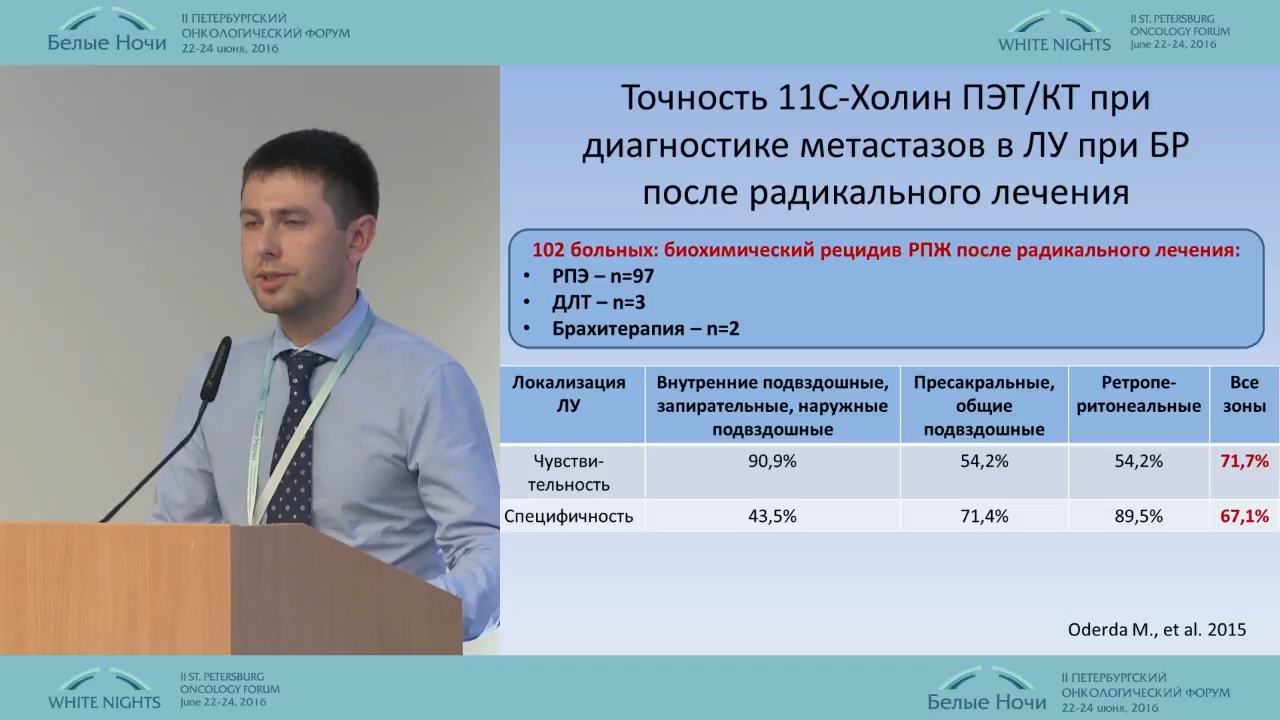 Белые Ночи
II ПЕТЕРБУРГСКИЙ
ОНКОЛОГИЧЕСКИЙ ФОРУМ
22-24 июня, 2016
WHITE NIGHTS
II ST. PETERSBURG
ONCOLOGY FORUM
June 22-24, 2016
Точность 11С-Холин ПЭТ/КТ при
диагностике метастазов в ЛУ при БР
после радикального лечения
102 больных: биохимический рецидив РПЖ после радикального лечения:
• РПЭ – n=97
• ДЛТ – n=3
• Брахитерапия – n=2
Локализация
ЛУ
Внутренние подвздошные,
запирательные, наружные
подвздошные
Пресакральные,
общие
подвздошные
Ретропе-
ритонеальные
Все
зоны
Чувстви-
тельность
90,9%
54,2%
54,2%
71,7%
Специфичность
43,5%
71,4%
89,5%
67,1%
Oderda M., et al. 2015
WHITE NIGHTS
II ST. PETERSBURG
ONCOLOGY FORUM
June 22-24, 2016
Белые Ночи
II ПЕТЕРБУРГСКИЙ
ОНКОЛОГИЧЕСКИЙ ФОРУМ
22-24 июня, 2016